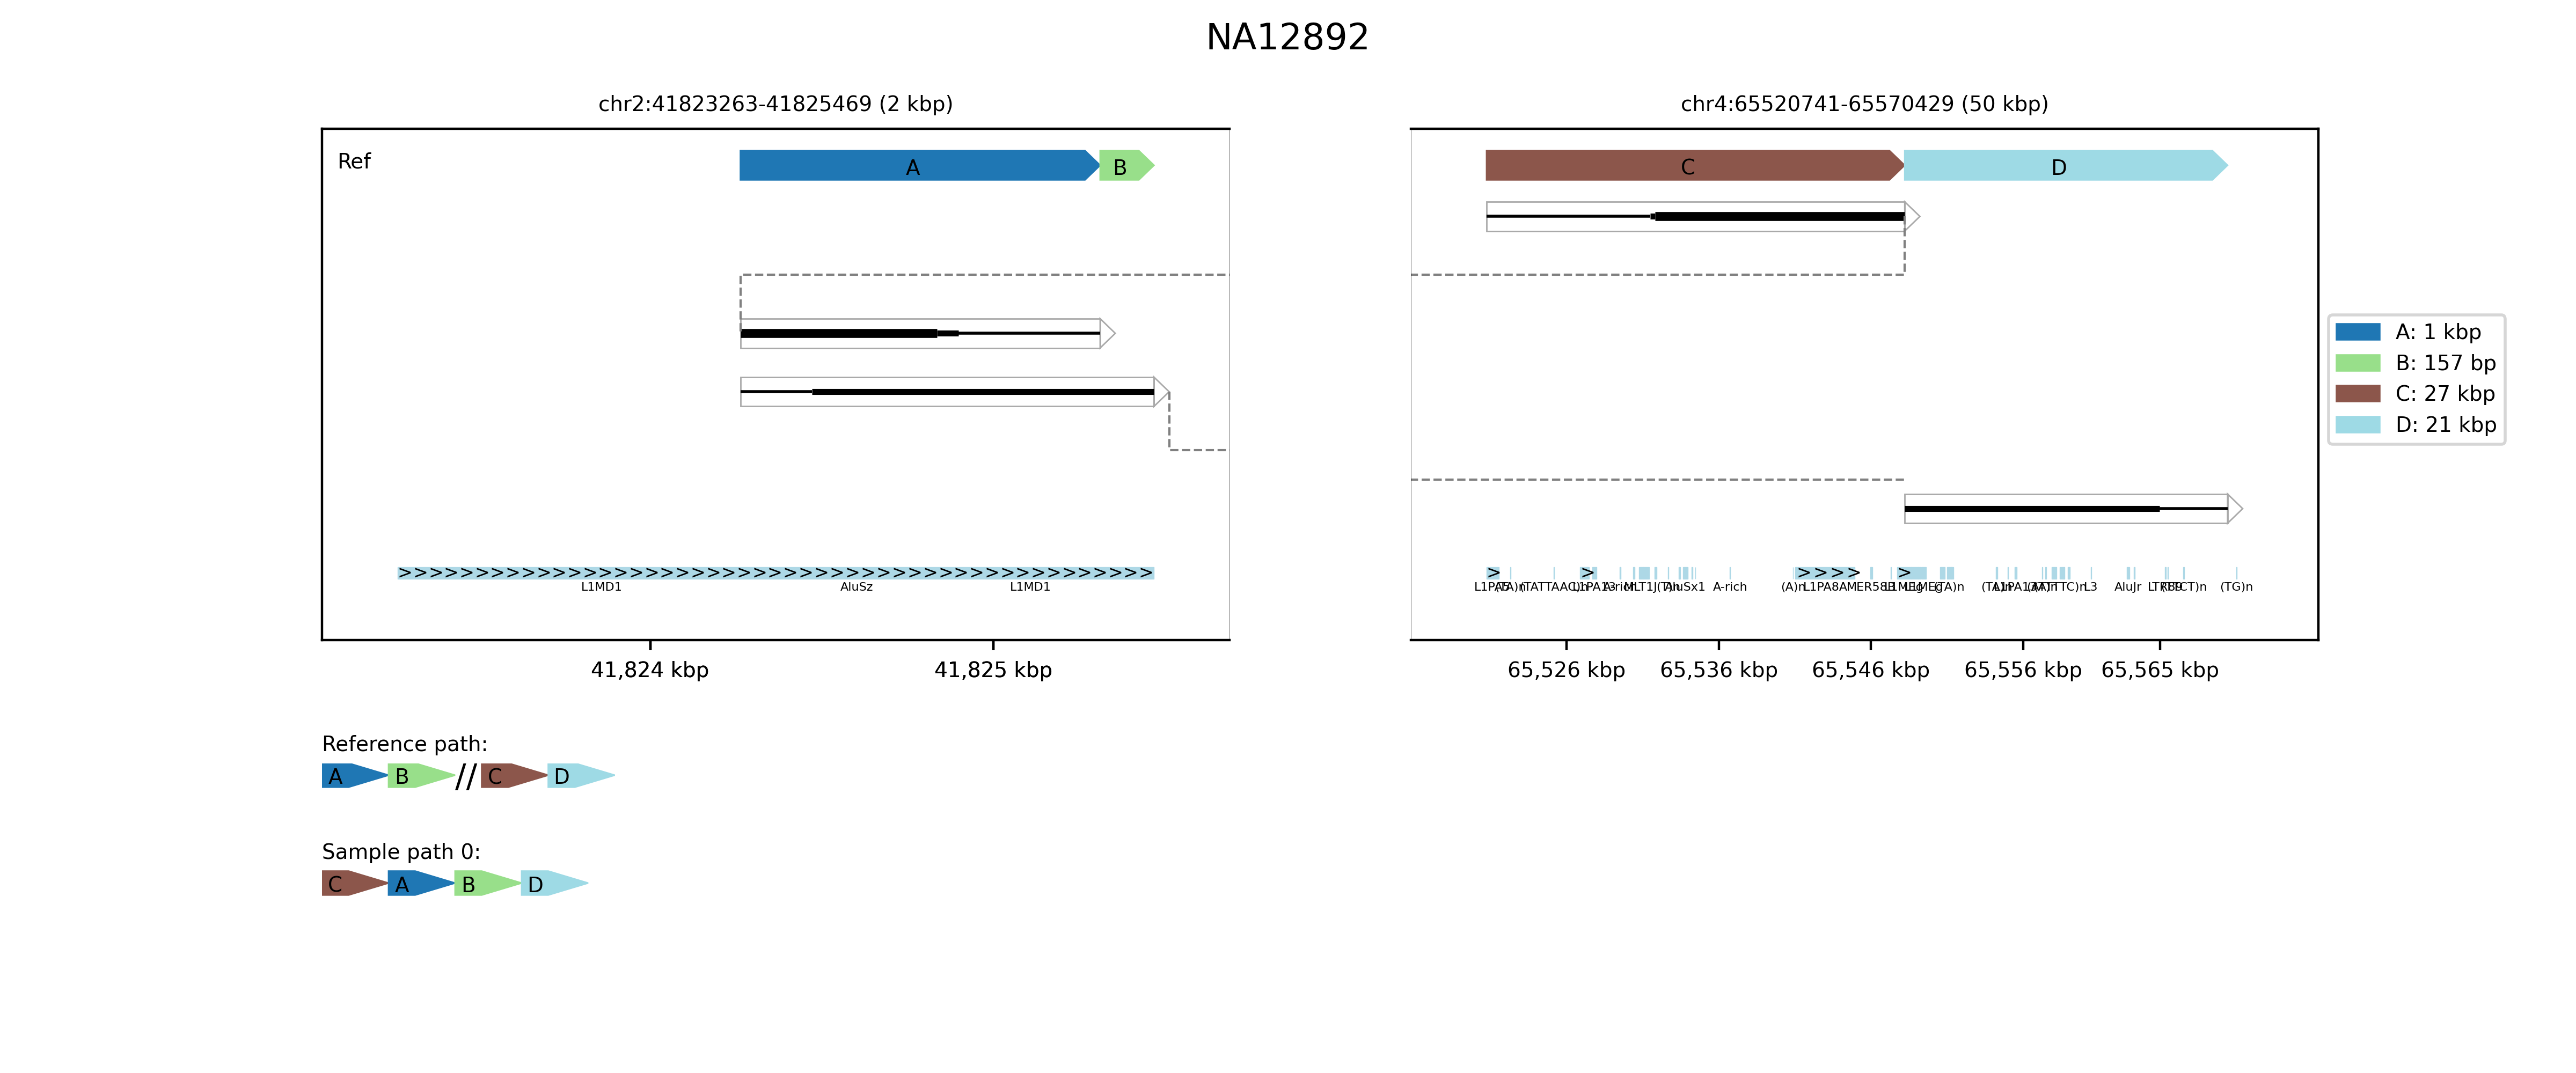 NA12892
chr2:41823263-41825469 (2 kbp)
chr4:65520741-65570429 (50 kbp)
Ref
A
B
C
D
A: 1 kbp
B: 157 bp
C: 27 kbp
D: 21 kbp
>>>>>>>>>>>>>>>>>>>>>>>>>>>>>>>>>>>>>>>>>>>>>>>>>
L1MD1
AluSz
L1MD1
> > > > > > >
A-rich
(A)n
L1PA8A
L3
AluJr
(TG)n
41,824 kbp
41,825 kbp
65,526 kbp
65,536 kbp
65,546 kbp
65,556 kbp
65,565 kbp
Reference path:
A B // C D
Sample path 0:
C A B D